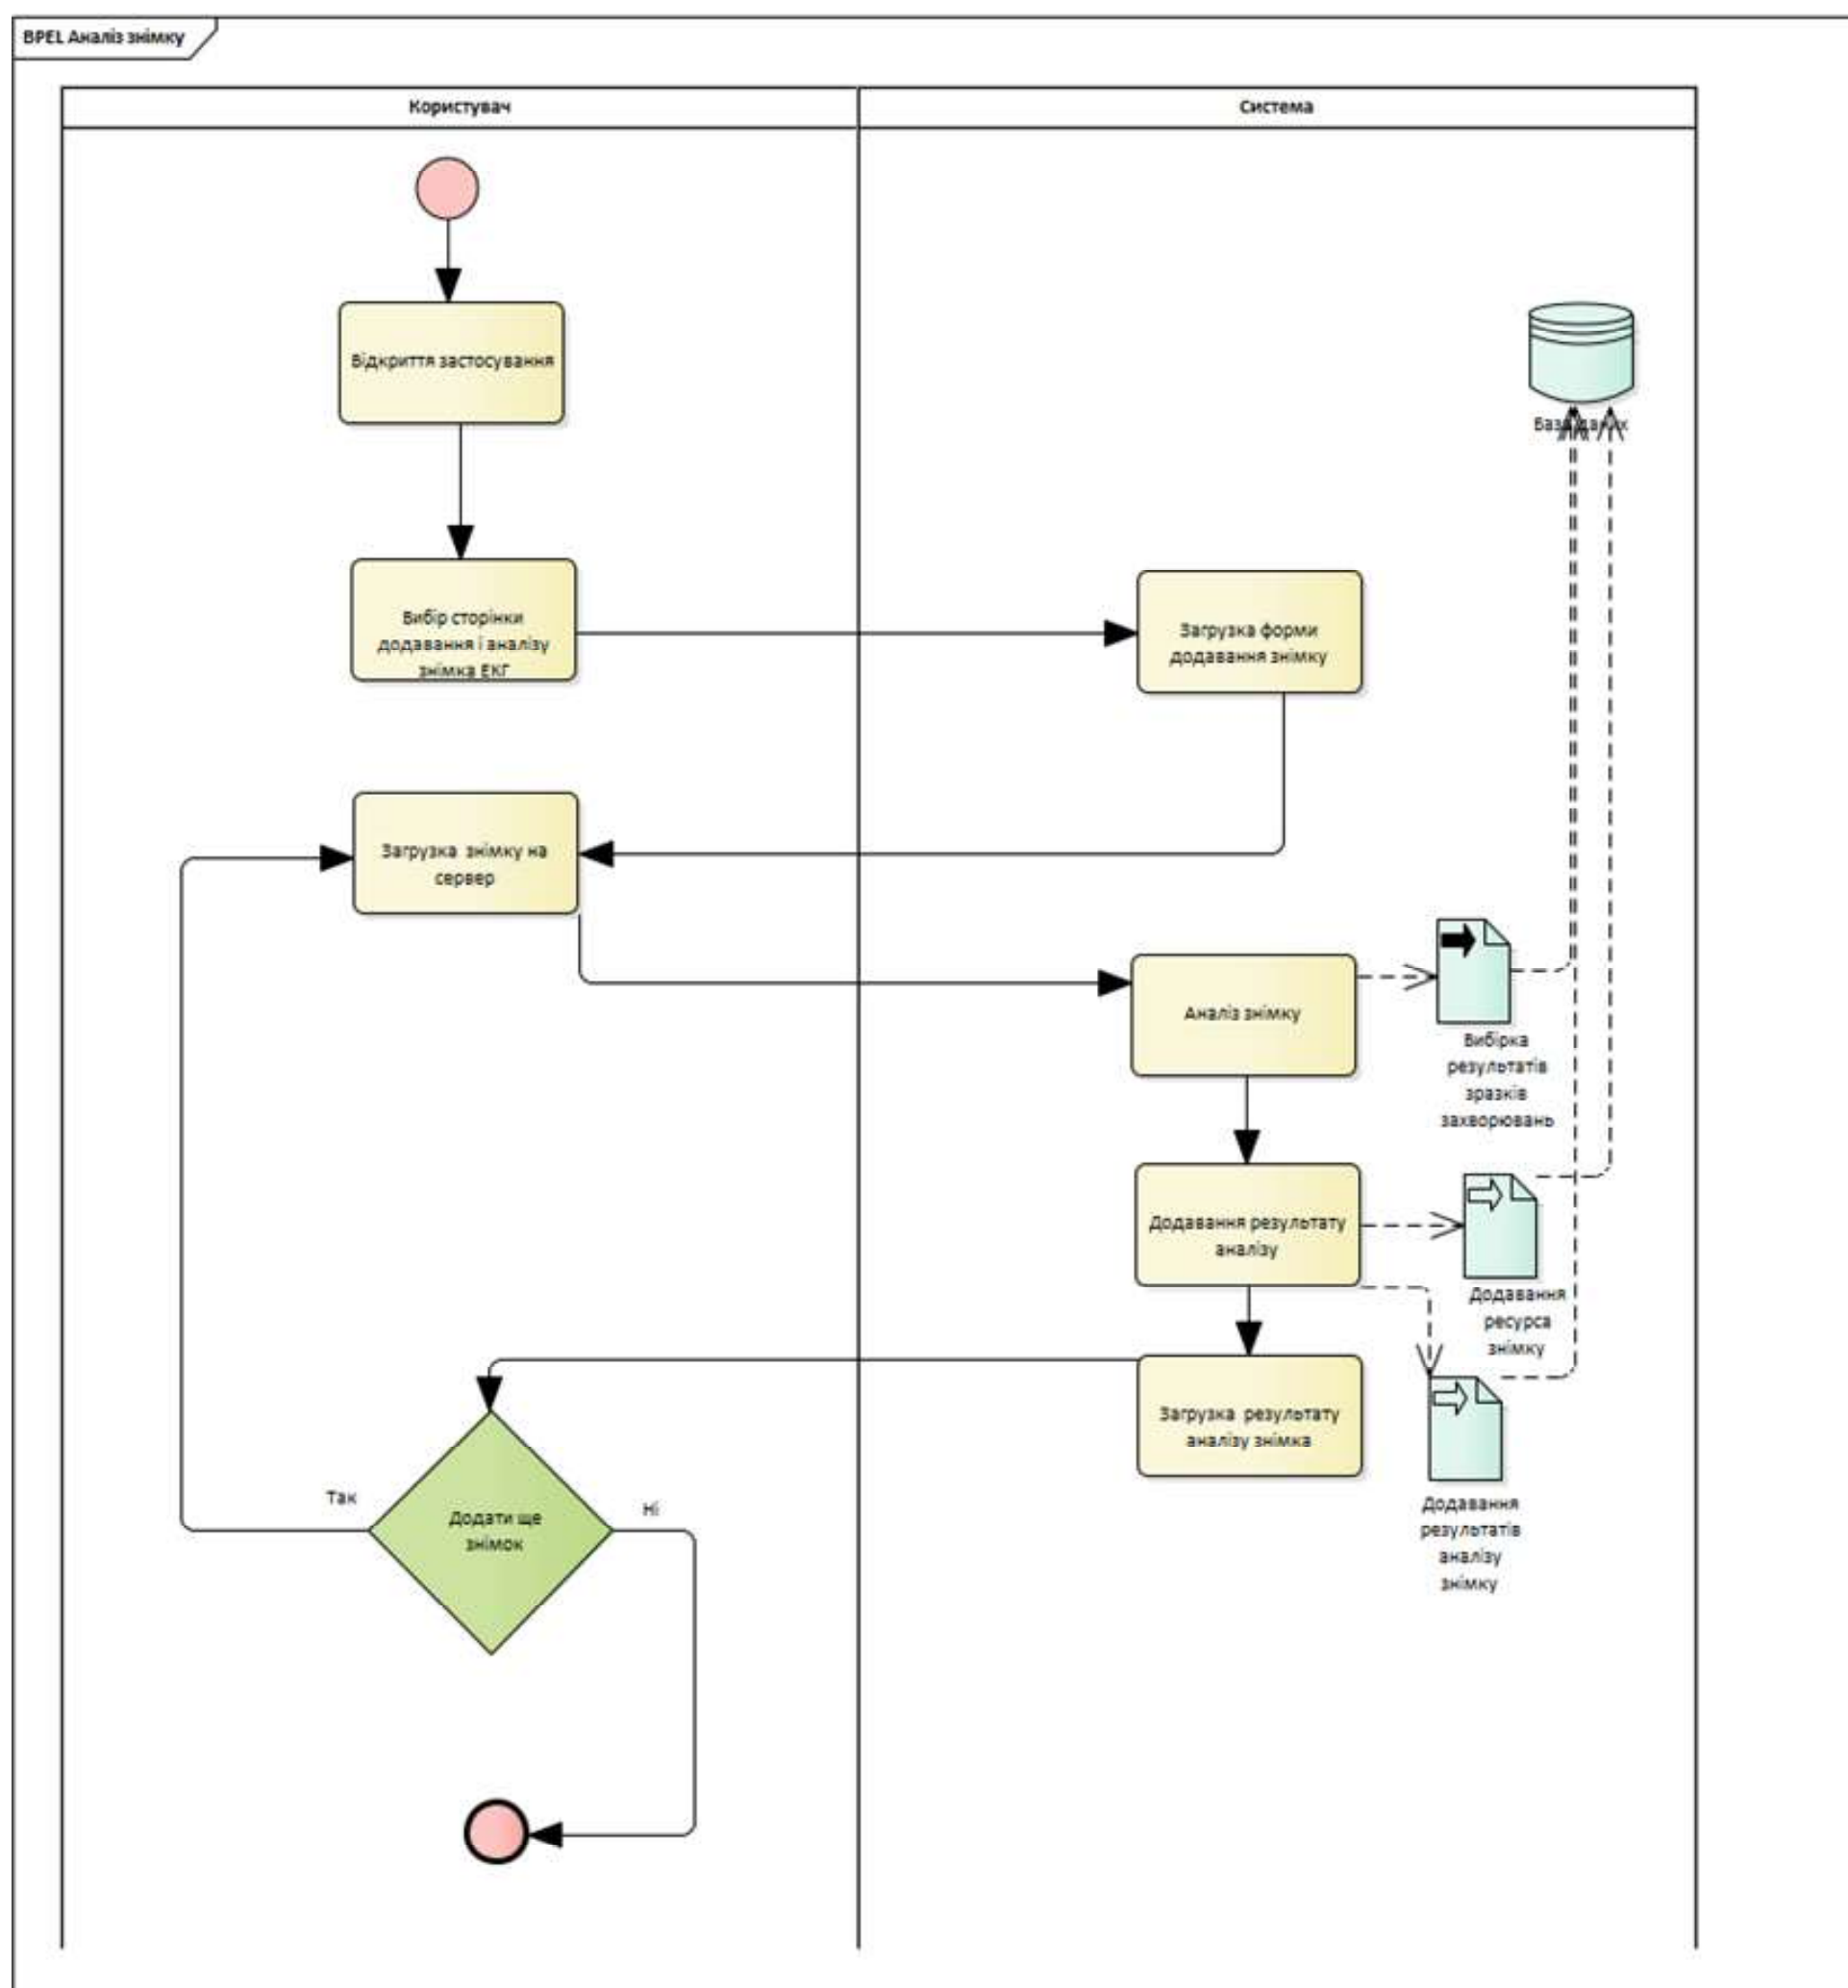 BPEL Аналіз знімку
Користувач
Система
Відкриття застосування
База даних
Вибір сторінки
додавання і аналізу
знімка ЕКГ
Загрузка форми
додавання знімку
Загрузка знімку на
сервер
Аналіз знімку
Вибірка
результатів
зразків
захворювань
Додавання результату
аналізу
Додавання
ресурса
знімку
Загрузка результату
аналізу знімка
Так
Додати ще
знімок
Ні
Додавання
результатів
аналізу
знімку